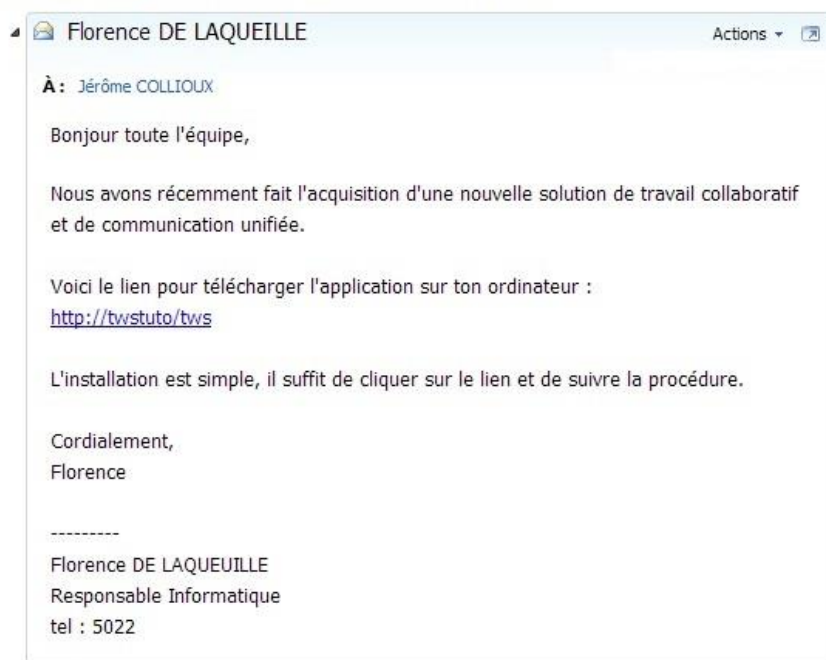 Florence DE LAQUEILLE
Actions
À : Jérôme COLLIOUX
Bonjour toute l'équipe,
Nous avons récemment fait l'acquisition d'une nouvelle solution de travail collaboratif
et de communication unifiée.
Voici le lien pour télécharger l'application sur ton ordinateur :
http://twstuto/tws
L'installation est simple, il suffit de cliquer sur le lien et de suivre la procédure.
Cordialement,
Florence
---------
Florence DE LAQUEUILLE
Responsable Informatique
tel : 5022